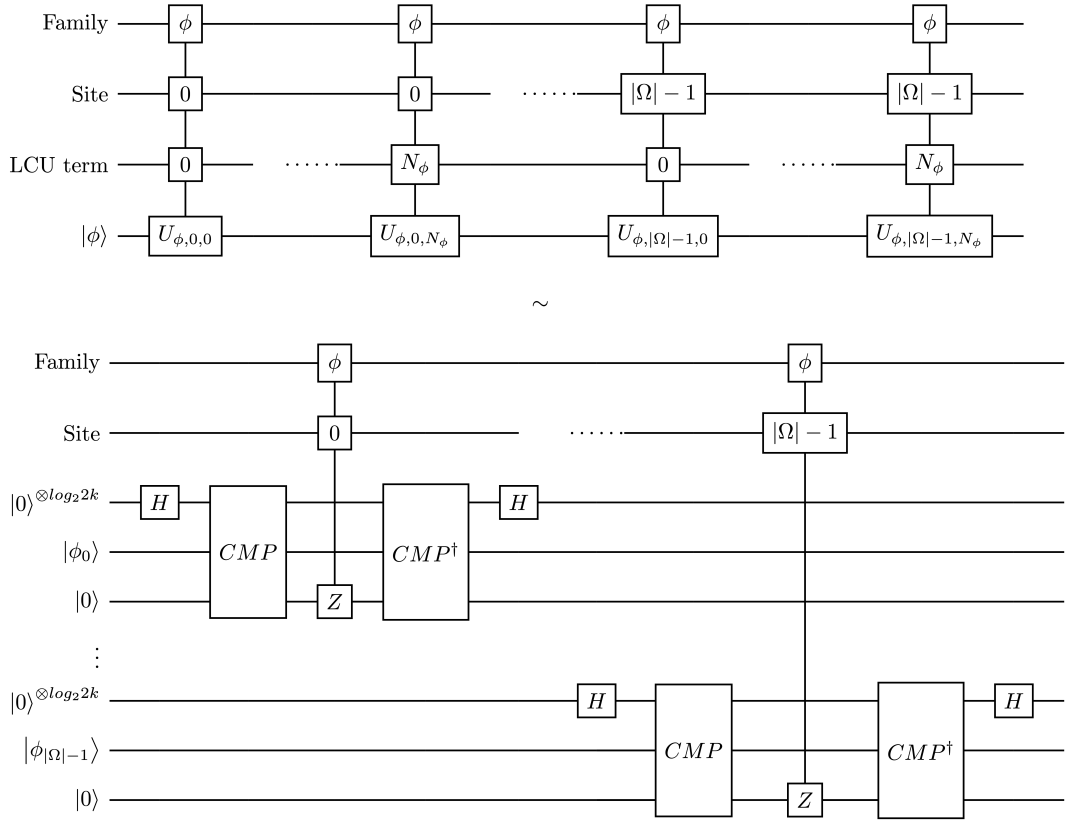 Family ϕ ϕ ϕ ϕ
Site 0 0 ······ |Ω| − 1 |Ω| − 1
LCU term 0 ······ N_ϕ 0 ······ N_ϕ
|ϕ⟩ U_{ϕ,0,0} U_{ϕ,0,N_ϕ} U_{ϕ,|Ω|−1,0} U_{ϕ,|Ω|−1,N_ϕ}
∼
Family ϕ ϕ
Site 0 ······ |Ω| − 1
|0⟩^{⊗log_2 2k} H H
|ϕ_0⟩ CMP CMP^†
|0⟩ Z
⋮
|0⟩^{⊗log_2 2k} H H
|ϕ_{|Ω|−1}⟩ CMP CMP^†
|0⟩ Z